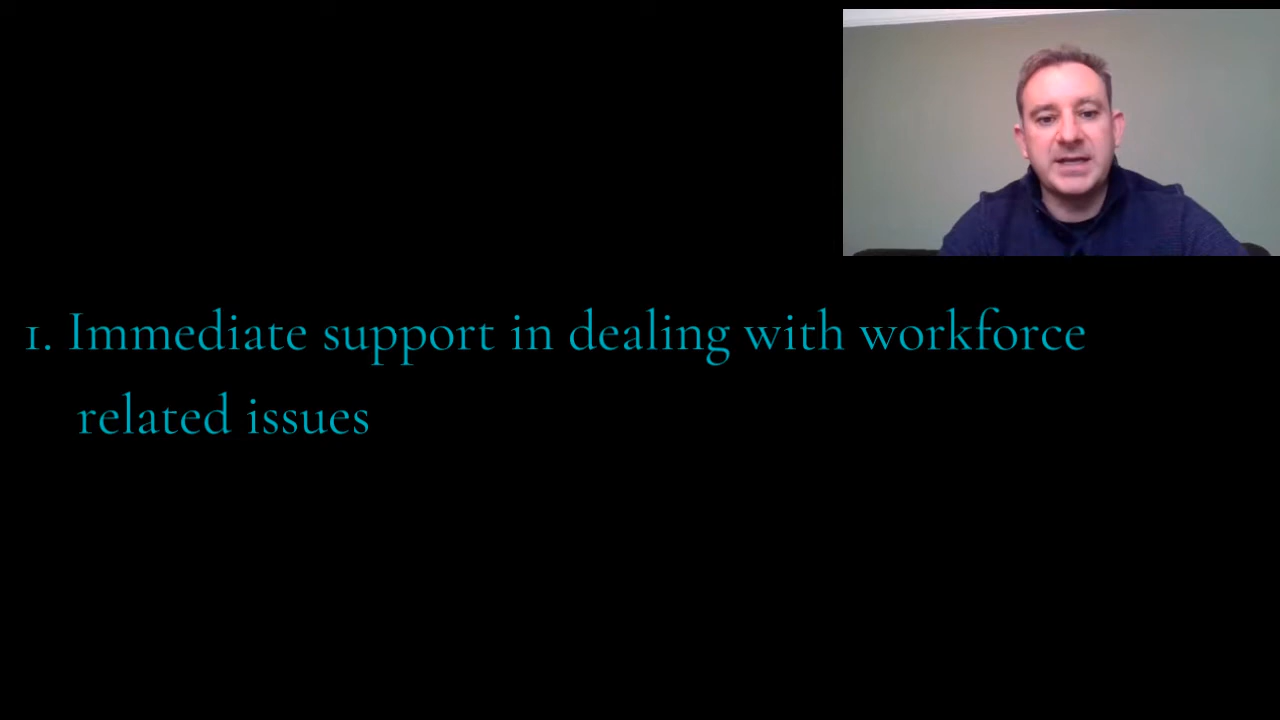 1. Immediate support in dealing with workforce
related issues